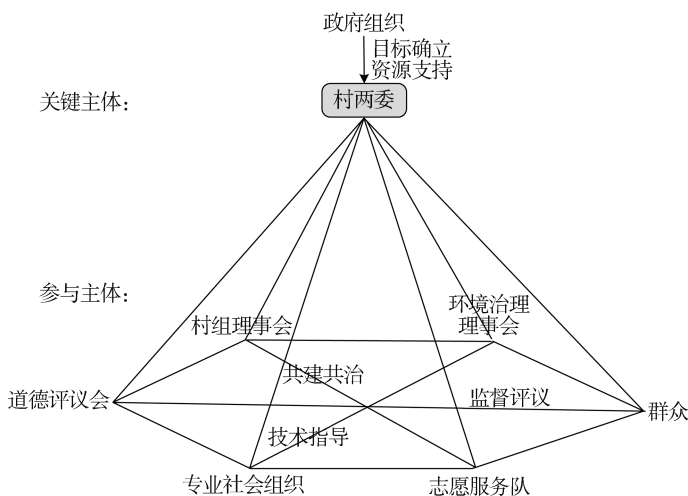 政府组织
目标确立
资源支持
关键主体：
村两委
参与主体：
环境治理
理事会
村组理事会
共建共治
道德评议会
监督评议
群众
技术指导
专业社会组织
志愿服务队